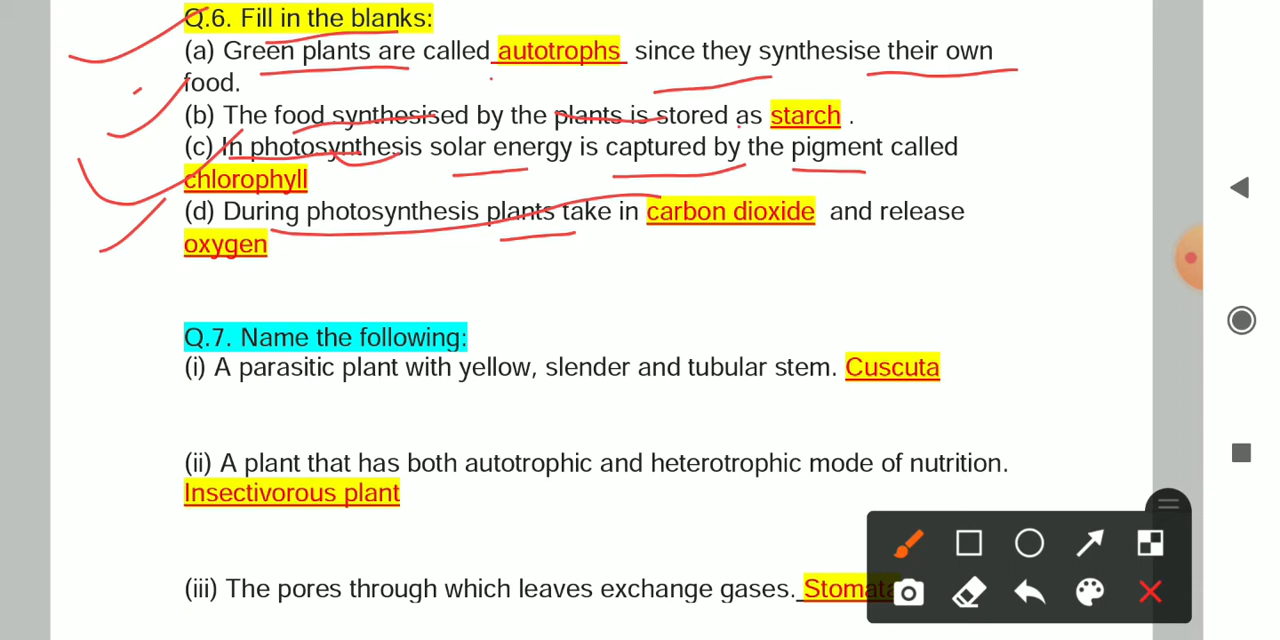 Q.6. Fill in the blanks:
(a) Green plants are called autotrophs since they synthesise their own
food.
(b) The food synthesised by the plants is stored as starch .
(c) In photosynthesis solar energy is captured by the pigment called
chlorophyll
(d) During photosynthesis plants take in carbon dioxide and release
oxygen
Q.7. Name the following:
(i) A parasitic plant with yellow, slender and tubular stem. Cuscuta
(ii) A plant that has both autotrophic and heterotrophic mode of nutrition.
Insectivorous plant
(iii) The pores through which leaves exchange gases. Stomata